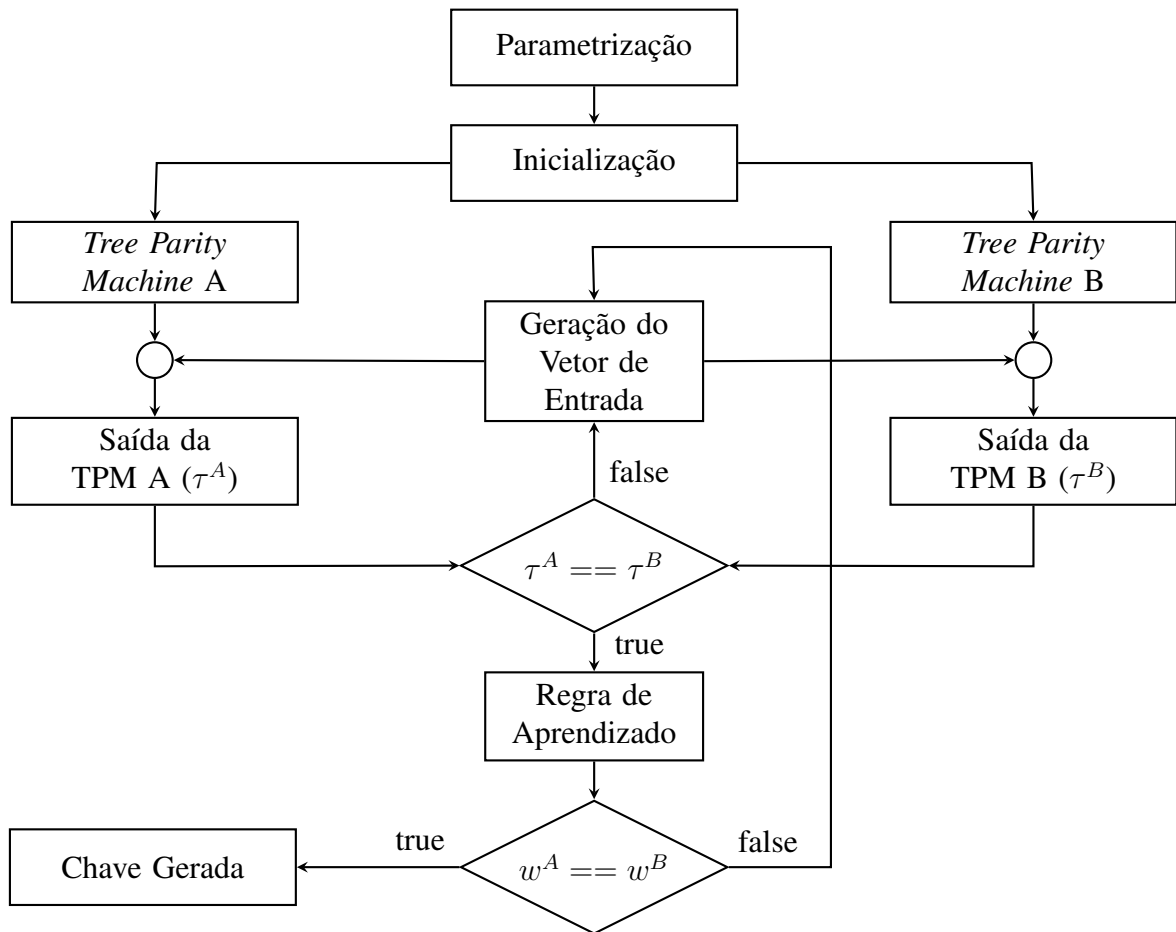 Parametrização
Inicialização
Tree Parity
Machine A
Tree Parity
Machine B
Geração do
Vetor de
Entrada
Saída da
TPM A (τ^A)
Saída da
TPM B (τ^B)
false
τ^A == τ^B
true
Regra de
Aprendizado
true
false
Chave Gerada
w^A == w^B